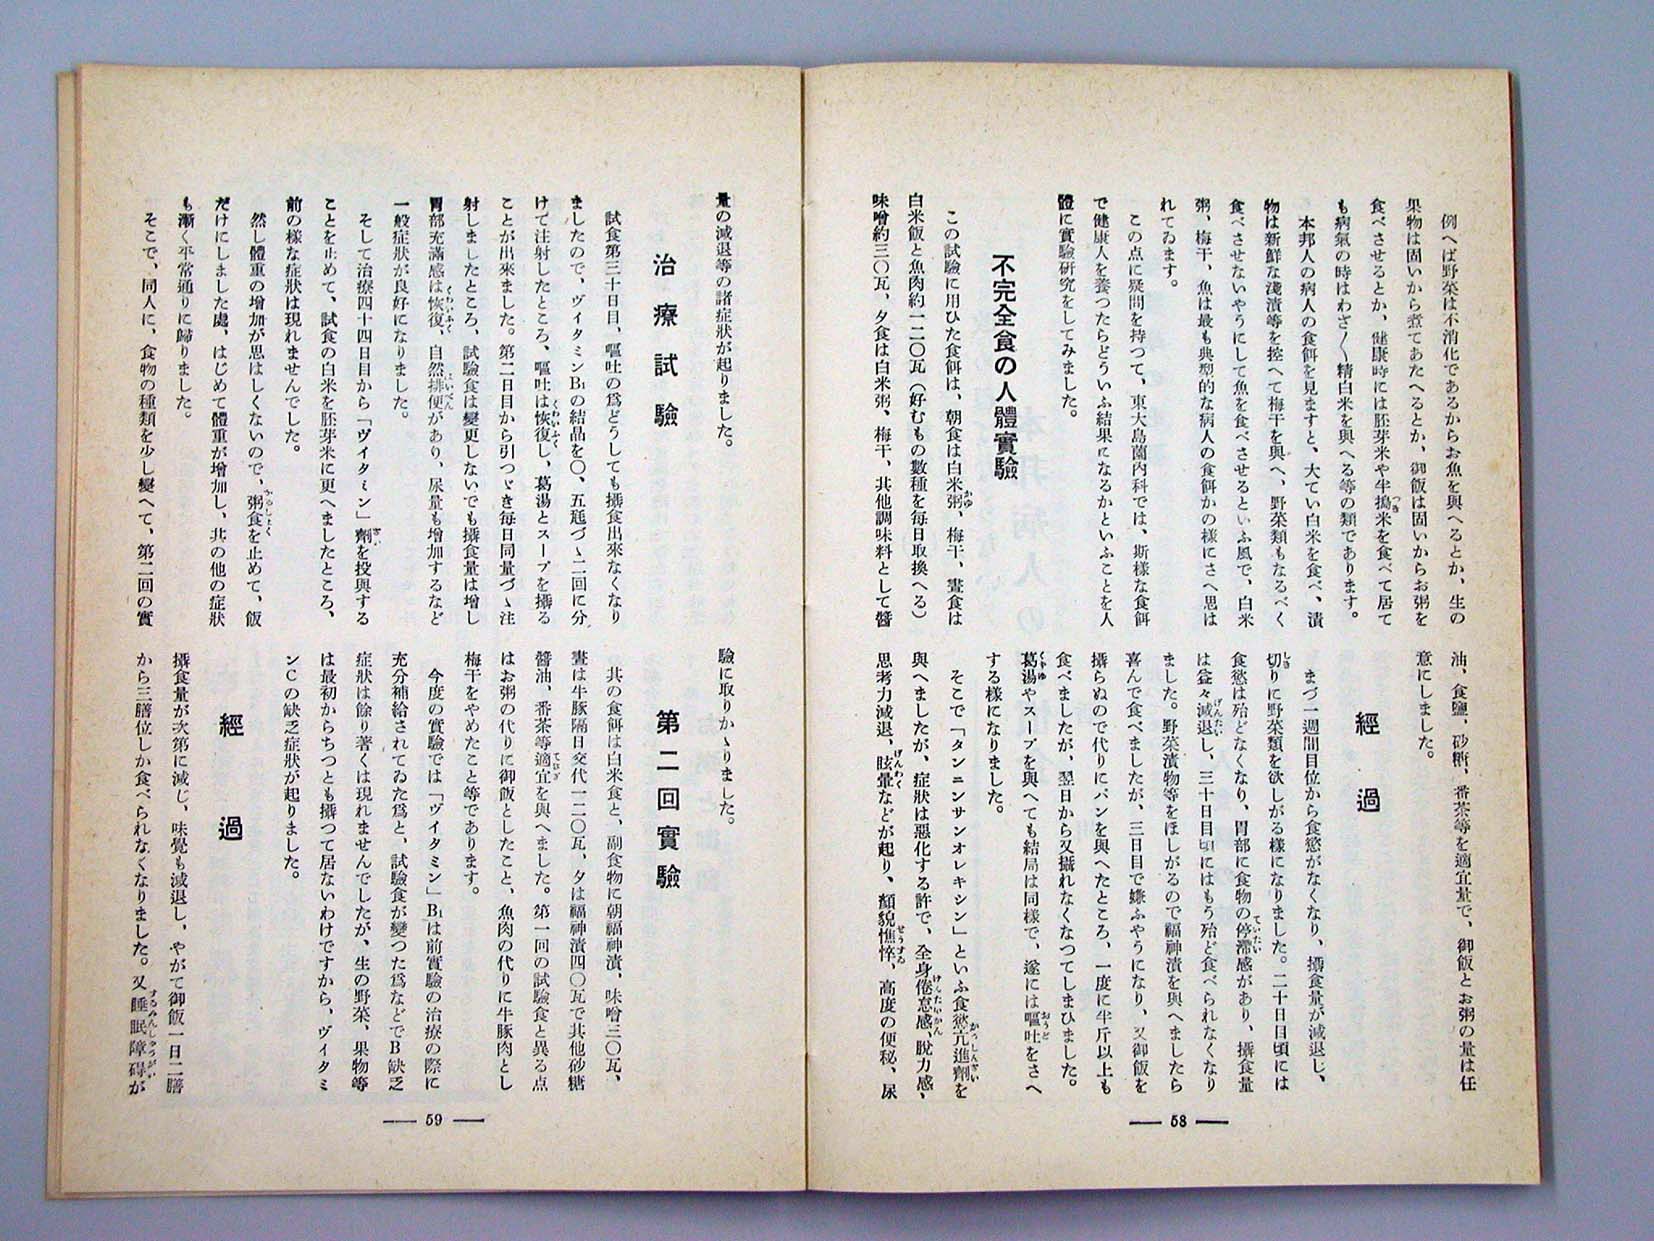 例へば野菜は不消化であるからお魚を與へるとか、生の
果物は固いから煮てあたへるとか、御飯は固いからお粥を
食べさせるとか、健康時には胚芽米や半搗米を食べて居て
も病氣の時はわざ〳〵精白米を與へる等の類であります。
本邦人の病人の食餌を見ますと、大てい白米を食べ、漬
物は新鮮な淺漬等を控へて梅干を與へ、野菜類もなるべく
食べさせないやうにして魚を食べさせるといふ風で、白米
粥、梅干、魚は最も典型的な病人の食餌かの様にさへ思は
れてゐます。
この点に疑問を持つて、東大島薗内科では、斯様な食餌
で健康人を養つたらどういふ結果になるかといふことを人
體に實驗研究をしてみました。
不完全食の人體實驗
この試驗に用ひた食餌は、朝食は白米粥、梅干、晝食は
白米飯と魚肉約一二〇瓦（好むもの數種を毎日取換へる）
味噌約三〇瓦、夕食は白米粥、梅干、其他調味料として醤
油、食鹽、砂糖、番茶等を適宜量で、御飯とお粥の量は任
意にしました。
經過
まづ一週間目位から食慾がなくなり、攝食量が減退し、
切りに野菜類を欲しがる様になりました。二十日目頃には
食慾は殆どなくなり、胃部に食物の停滯感があり、攝食量
は益々減退し、三十日目頃にはもう殆ど食べられなくなり
ました。野菜漬物等をほしがるので福神漬を與へましたら
喜んで食べましたが、三日目で嫌ふやうになり、又御飯を
攝らぬので代りにパンを與へたところ、一度に半斤以上も
食べましたが、翌日から又攝れなくなつてしまひました。
葛湯やスープを與へても結局は同様で、遂には嘔吐をさへ
する様になりました。
そこで「タンニンサンオレキシン」といふ食慾亢進劑を
與へましたが、症狀は惡化する許で、全身倦怠感、脱力感、
思考力減退、眩暈などが起り、顏貌憔悴、高度の便秘、尿
— 58 —
量の減退等の諸症狀が起りました。
治療試驗
試食第三十日目、嘔吐の爲どうしても攝食出來なくなり
ましたので、ヴイタミンB₁の結晶を〇、五瓱づゝ二回に分
けて注射したところ、嘔吐は恢復し、葛湯とスープを攝る
ことが出來ました。第二日目から引つゞき毎日同量づゝ注
射しましたところ、試驗食は變更しないでも攝食量は增し
胃部充滿感は恢復、自然排便があり、尿量も增加するなど
一般症狀が良好になりました。
そして治療四十四日目から「ヴイタミン」劑を投與する
ことを止めて、試食の白米を胚芽米に更へましたところ、
前の様な症狀は現れませんでした。
然し體重の增加が思はしくないので、粥食を止めて、飯
だけにしました處、はじめて體重が增加し、其の他の症狀
も漸く平常通りに歸りました。
そこで、同人に、食物の種類を少し變へて、第二回の實
驗に取りかゝりました。
第二回實驗
其の食餌は白米食と、副食物に朝福神漬、味噌三〇瓦、
晝は牛豚隔日交代一二〇瓦、夕は福神漬四〇瓦で其他砂糖
醤油、番茶等適宜を與へました。第一回の試驗食と異る点
はお粥の代りに御飯としたこと、魚肉の代りに牛豚肉とし
梅干をやめたこと等であります。
今度の實驗では「ヴイタミン」B₁は前實驗の治療の際に
充分補給されてゐた爲と、試驗食が變つた爲などでB缺乏
症狀は餘り著くは現れませんでしたが、生の野菜、果物等
は最初からちつとも攝つて居ないわけですから、ヴイタミ
ンCの缺乏症狀が起りました。
經過
攝食量が次第に減じ、味覺も減退し、やがて御飯一日二膳
から三膳位しか食べられなくなりました。又睡眠障碍が
— 59 —